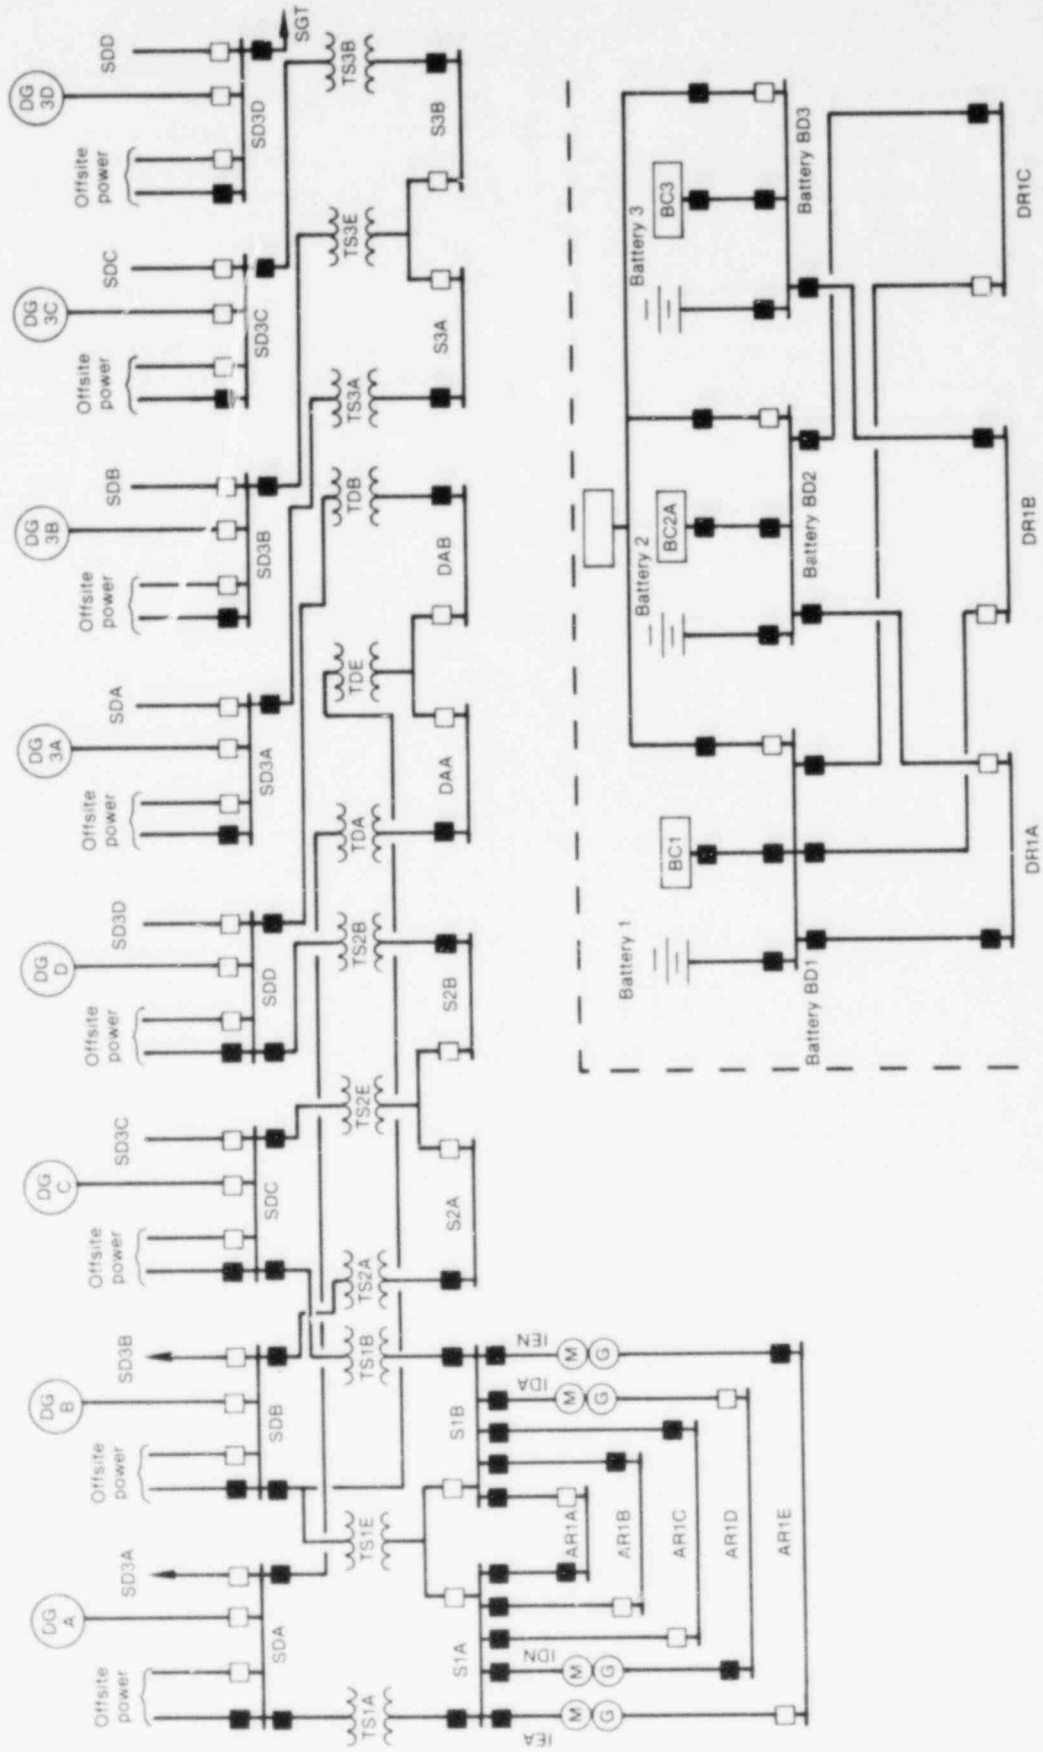 DG
A
DG
B
DG
C
DG
D
DG
3A
DG
3B
DG
3C
DG
3D
Offsite
power
SD3A
Offsite
power
SD3B
Offsite
power
SD3C
Offsite
power
SD3D
Offsite
power
SDA
Offsite
power
SDB
Offsite
power
SDC
Offsite
power
SDD
SDA
SDB
SDC
SDD
SD3A
SD3B
SD3C
SD3D
SGT
TS1A
TS1E
TS1B
TS2A
TS2E
TS2B
TDA
TDE
TDB
TS3A
TS3E
TS3B
S1A
S1B
S2A
S2B
DAA
DAB
S3A
S3B
IEA
IDN
IDA
IEN
M
G
M
G
M
G
M
G
AR1A
AR1B
AR1C
AR1D
AR1E
Battery 1
BC1
Battery 2
BC2A
Battery 3
BC3
Battery BD1
Battery BD2
Battery BD3
DR1A
DR1B
DR1C